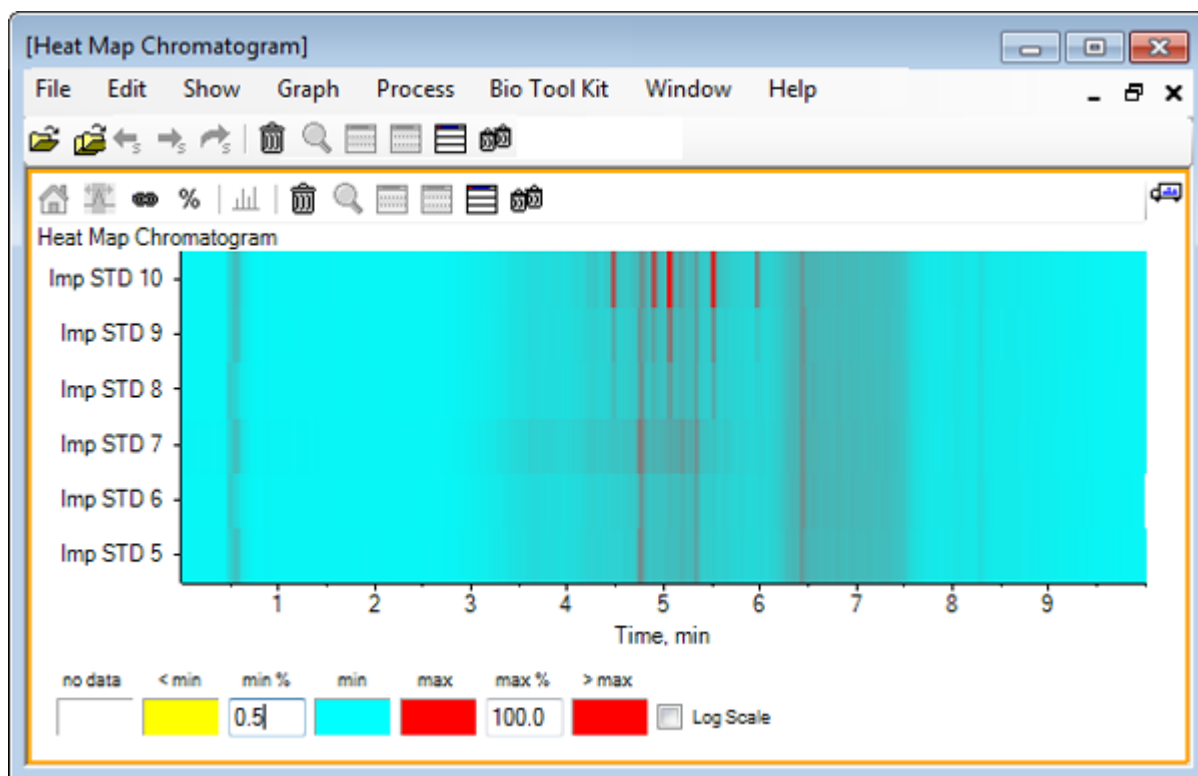 [Heat Map Chromatogram]
File Edit Show Graph Process Bio Tool Kit Window Help
%
Heat Map Chromatogram
Imp STD 10
Imp STD 9
Imp STD 8
Imp STD 7
Imp STD 6
Imp STD 5
1 2 3 4 5 6 7 8 9
Time, min
no data < min min % min max max % > max
0.5 100.0 Log Scale